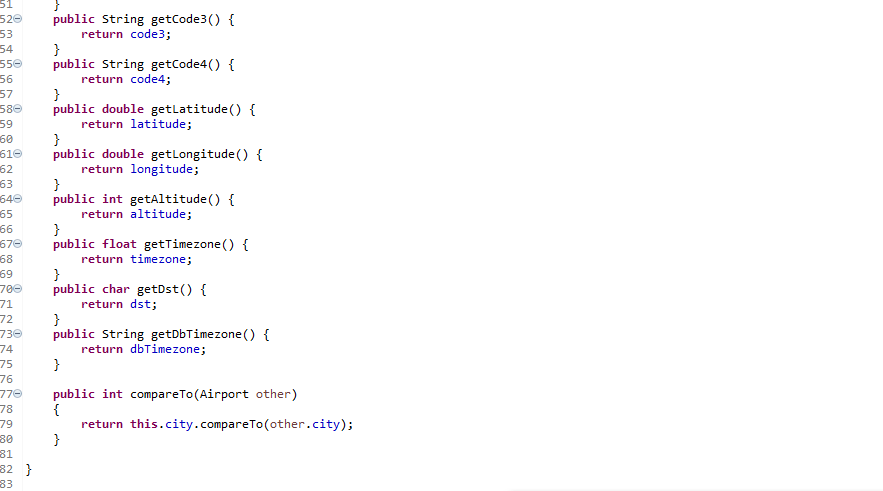 51     }
52     public String getCode3() {
53         return code3;
54     }
55     public String getCode4() {
56         return code4;
57     }
58     public double getLatitude() {
59         return latitude;
60     }
61     public double getLongitude() {
62         return longitude;
63     }
64     public int getAltitude() {
65         return altitude;
66     }
67     public float getTimezone() {
68         return timezone;
69     }
70     public char getDst() {
71         return dst;
72     }
73     public String getDbTimezone() {
74         return dbTimezone;
75     }
76
77     public int compareTo(Airport other)
78     {
79         return this.city.compareTo(other.city);
80     }
81
82 }
83